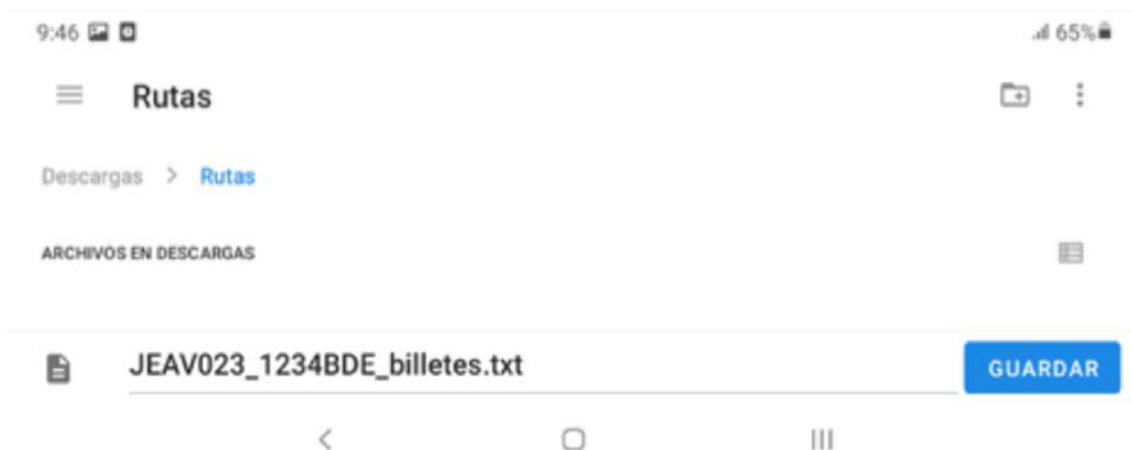 9:46 65%
Rutas
Descargas > Rutas
ARCHIVOS EN DESCARGAS
JEAV023_1234BDE_billetes.txt GUARDAR